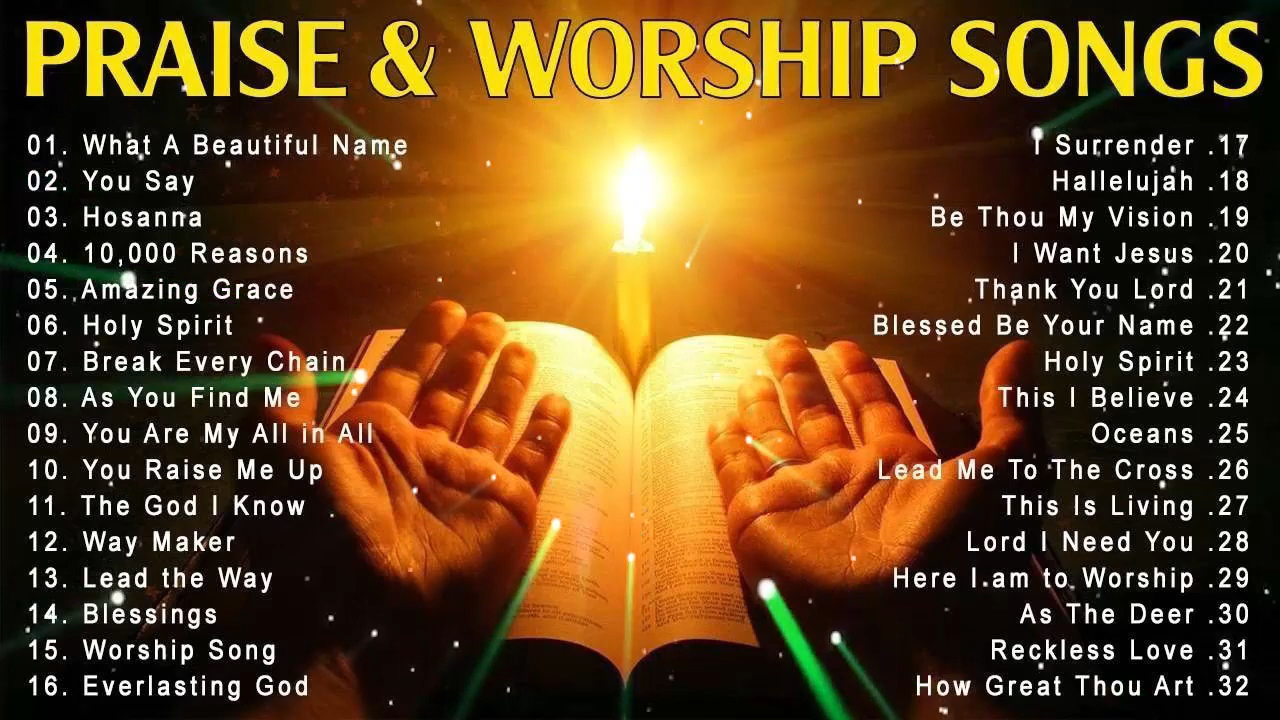 PRAISE & WORSHIP SONGS
01. What A Beautiful Name
02. You Say
03. Hosanna
04. 10,000 Reasons
05. Amazing Grace
06. Holy Spirit
07. Break Every Chain
08. As You Find Me
09. You Are My All in All
10. You Raise Me Up
11. The God I Know
12. Way Maker
13. Lead the Way
14. Blessings
15. Worship Song
16. Everlasting God
I Surrender .17
Hallelujah .18
Be Thou My Vision .19
I Want Jesus .20
Thank You Lord .21
Blessed Be Your Name .22
Holy Spirit .23
This I Believe .24
Oceans .25
Lead Me To The Cross .26
This Is Living .27
Lord I Need You .28
Here I am to Worship .29
As The Deer .30
Reckless Love .31
How Great Thou Art .32